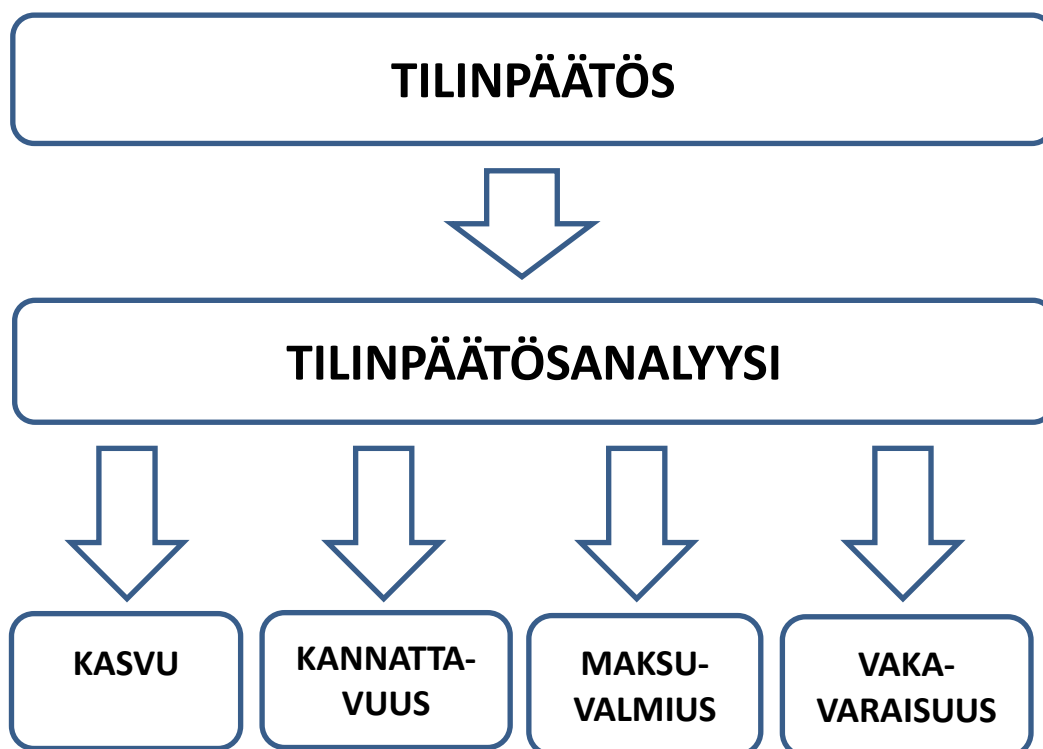 TILINPÄÄTÖS
TILINPÄÄTÖSANALYYSI
KASVU
KANNATTA-
VUUS
MAKSU-
VALMIUS
VAKA-
VARAISUUS